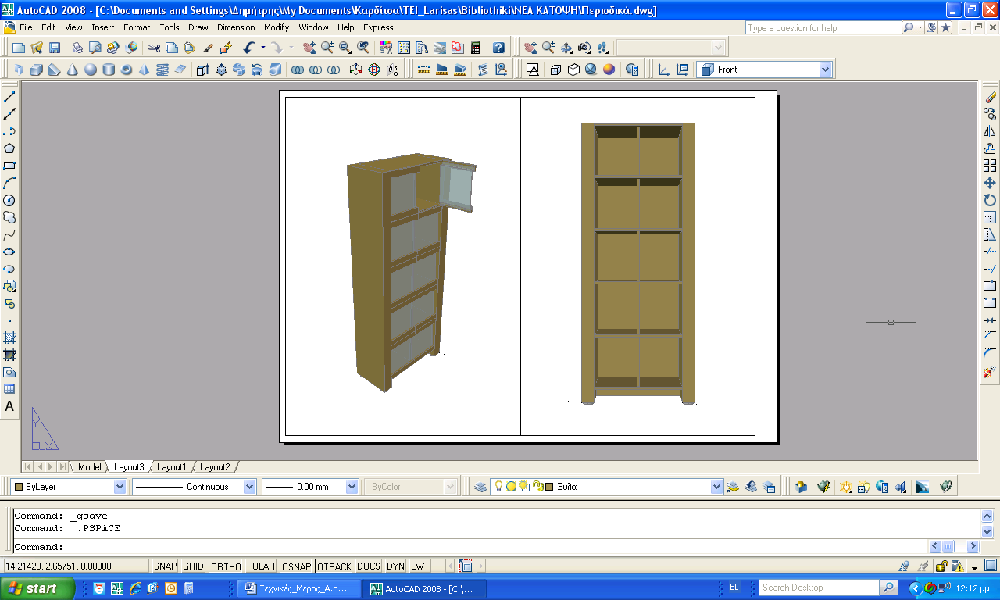 AutoCAD 2008 - [C:\Documents and Settings\Δημήτρης\My Documents\Καρδίτσα\TEI_Larisas\Bibliothiki\ΝΕΑ ΚΑΤΟΨΗ\Περιοδικά.dwg]
File Edit View Insert Format Tools Draw Dimension Modify Window Help Express Type a question for help
Front
A
Y X
Model Layout3 Layout1 Layout2
ByLayer Continuous 0.00 mm ByColor Ξυλα
Command: _qsave
Command: _.PSPACE
Command:
14.21423, 2.65751, 0.00000 SNAP GRID ORTHO POLAR OSNAP OTRACK DUCS DYN LWT
start Τεχνικές_Μέρος_Α.d... AutoCAD 2008 - [C:\... EL Search Desktop 12:12 μμ